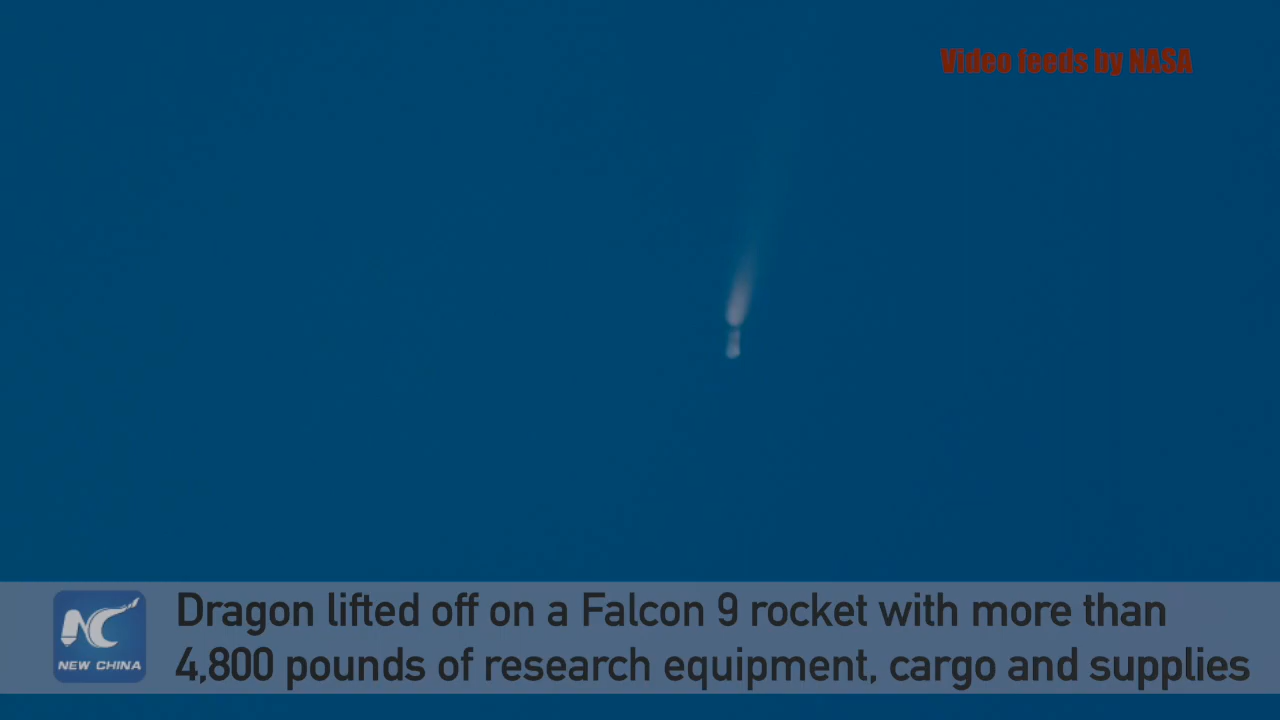 Video feeds by NASA
Dragon lifted off on a Falcon 9 rocket with more than
4,800 pounds of research equipment, cargo and supplies
NC
NEW CHINA